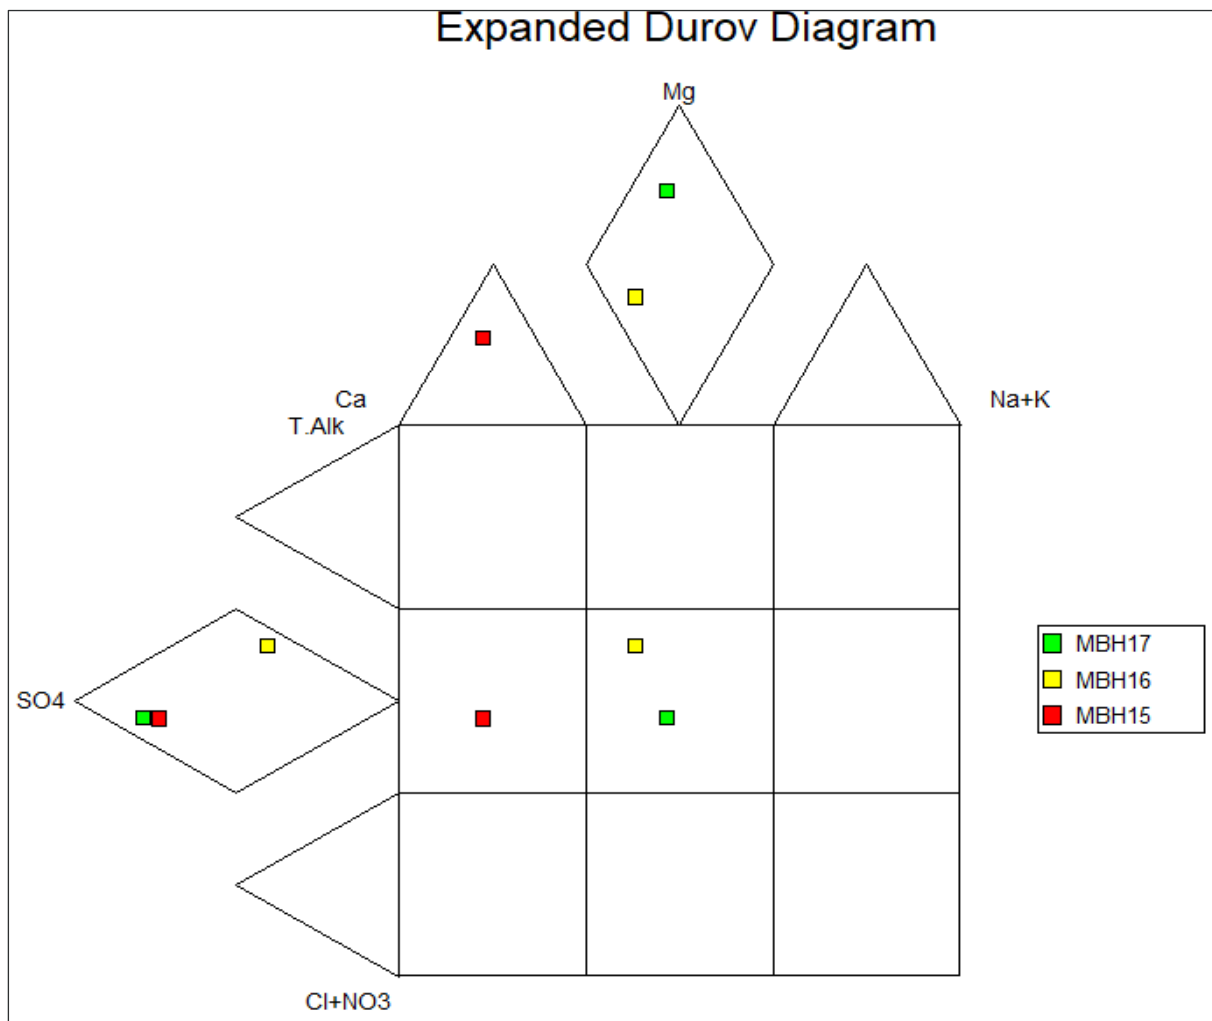 Expanded Durov Diagram
Mg
Ca
Na+K
T.Alk
MBH17
MBH16
SO4
MBH15
Cl+NO3